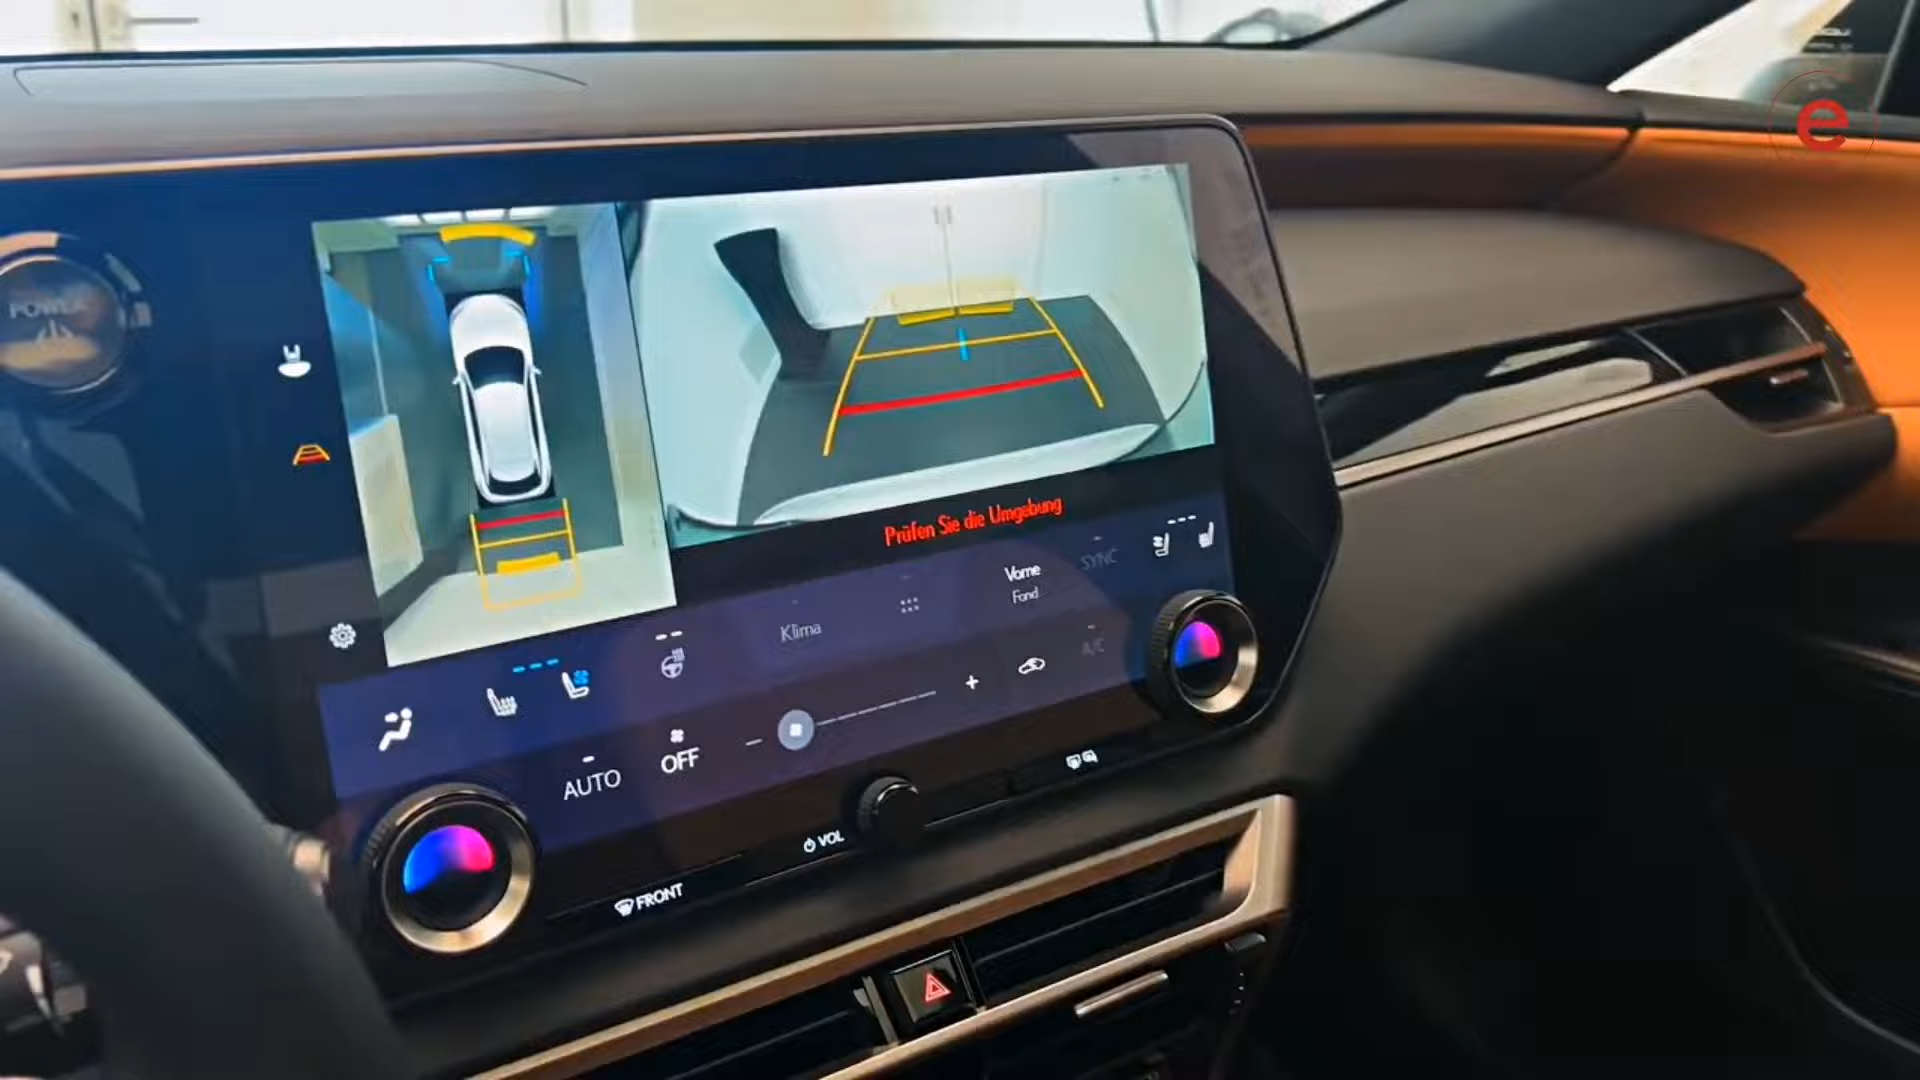 POWER
Prüfen Sie die Umgebung
Vorne
Fond
SYNC
Klima
A/C
AUTO
OFF
VOL
FRONT
e